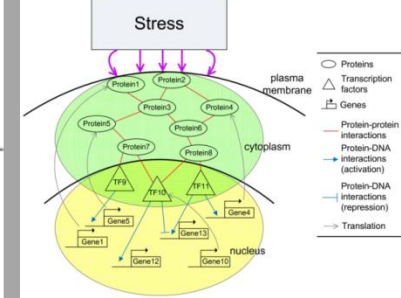 Stress
Protein1
Protein2
plasma
membrane
Protein3
Protein4
Protein5
Protein6
cytoplasm
Protein7
Protein8
TF9
TF10
TF11
Gene5
Gene4
Gene1
Gene13
nucleus
Gene12
Gene10
Proteins
Transcription
factors
Genes
Protein-protein
interactions
Protein-DNA
interactions
(activation)
Protein-DNA
interactions
(repression)
Translation